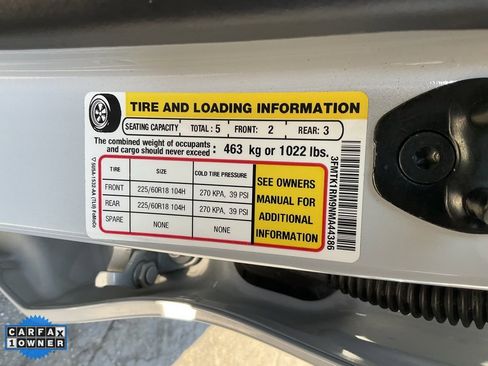 TIRE AND LOADING INFORMATION
SEATING CAPACITY TOTAL : 5 FRONT: 2 REAR: 3
The combined weight of occupants
and cargo should never exceed : 463 kg or 1022 lbs.
TIRE SIZE COLD TIRE PRESSURE
FRONT 225/60R18 104H 270 KPA, 39 PSI
REAR 225/60R18 104H 270 KPA, 39 PSI
SPARE NONE NONE
SEE OWNERS
MANUAL FOR
ADDITIONAL
INFORMATION
CARFAX
1 OWNER